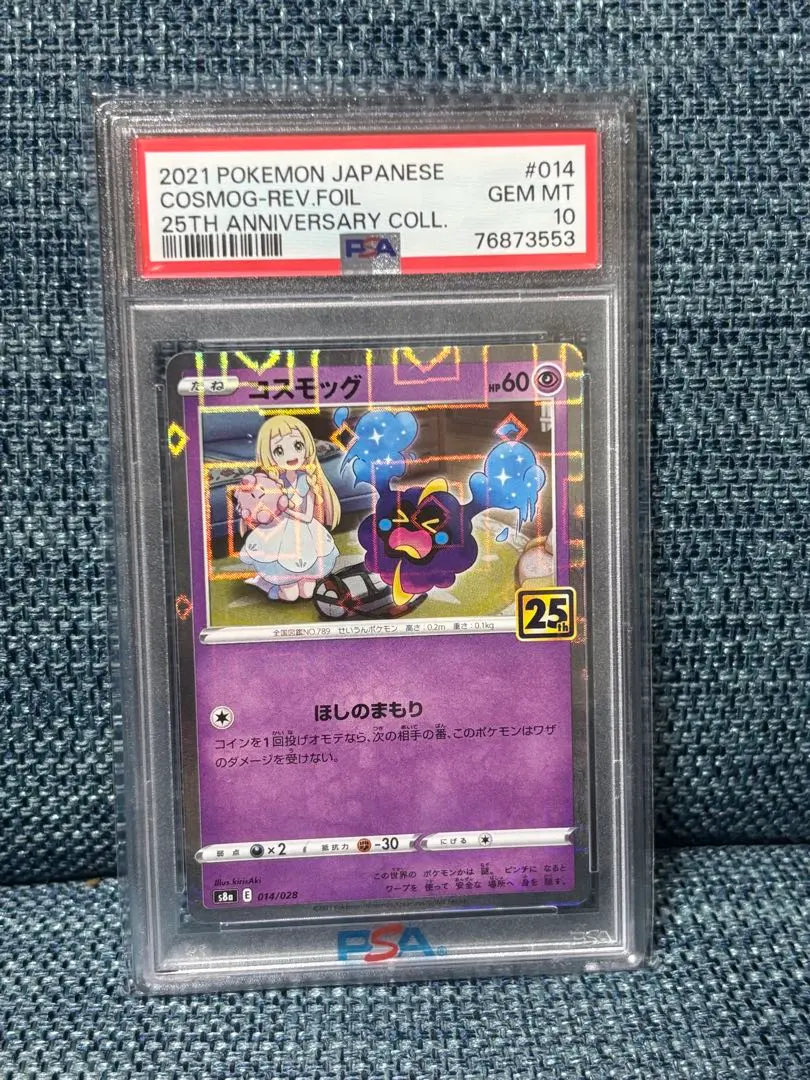 2021 POKEMON JAPANESE #014
COSMOG-REV.FOIL GEM MT
25TH ANNIVERSARY COLL. 10
PSA 76873553
たね コスモッグ HP60
25th
全国図鑑NO.789 せいうんポケモン 高さ:0.2m 重さ:0.1kg
ほしのまもり
コインを1回投げオモテなら、次の相手の番、このポケモンはワザ
のダメージを受けない。
弱点 ×2 抵抗力 -30 にげる
Illus.kirisAki
この世界の ポケモンかは 謎。 ピンチに なると
ワープを 使って 安全な 場所へ 身を 隠す。
s8a E 014/028
PSA